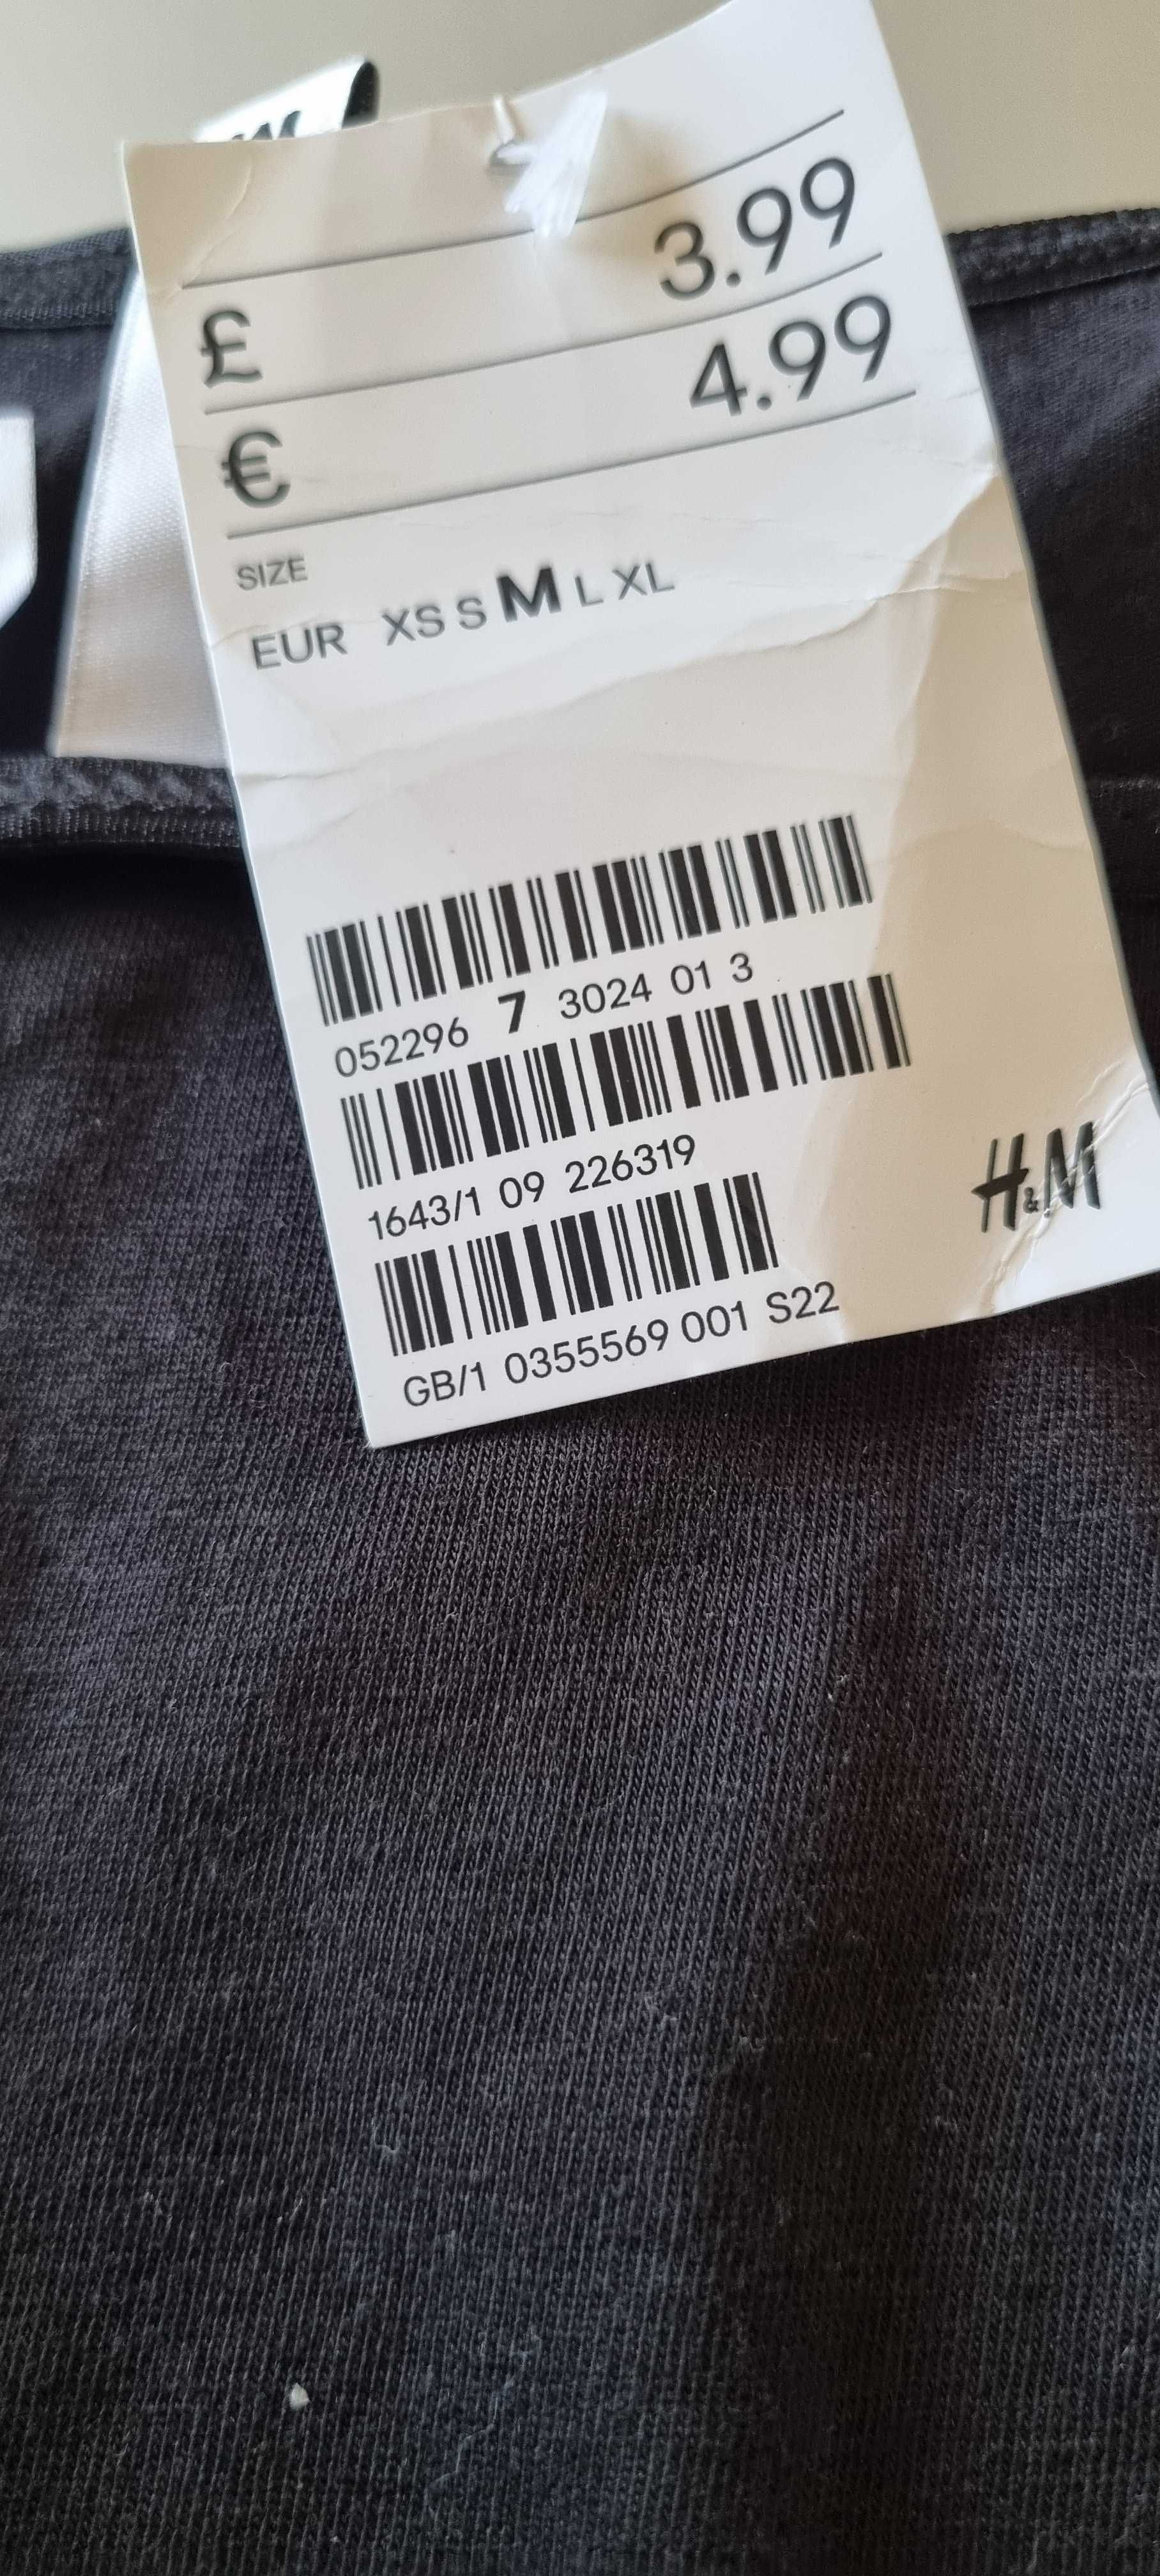 £ 3.99
€ 4.99
SIZE
EUR XS S M L XL
052296 7 3024 01 3
1643/1 09 226319
GB/1 0355569 001 S22
H&M